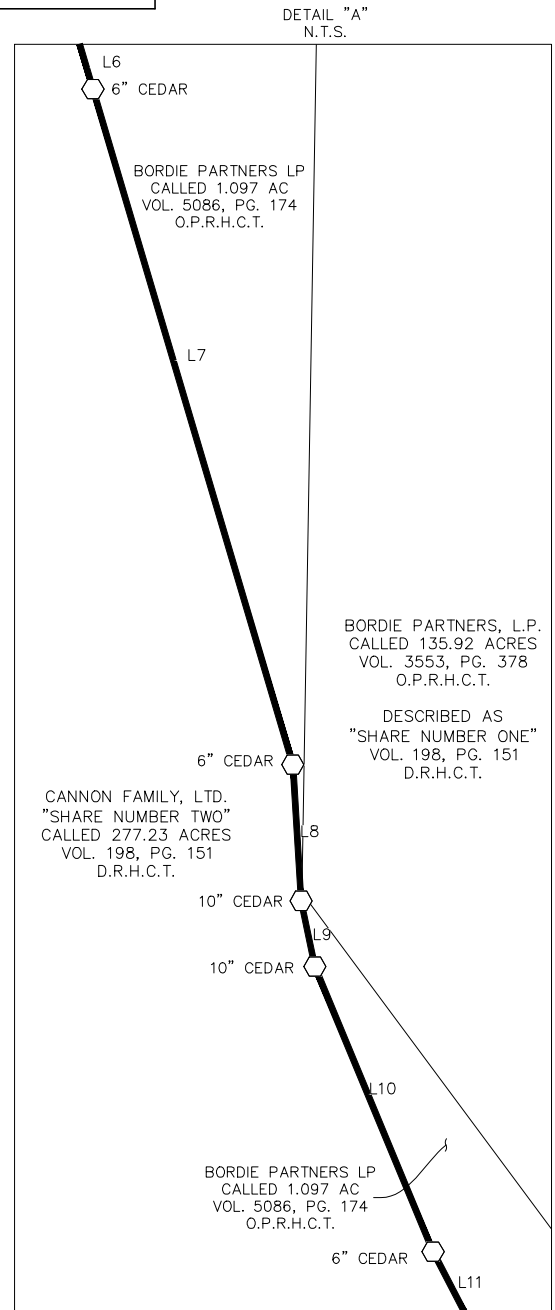 DETAIL "A"
N.T.S.
L6
6" CEDAR
BORDIE PARTNERS LP
CALLED 1.097 AC
VOL. 5086, PG. 174
O.P.R.H.C.T.
L7
BORDIE PARTNERS, L.P.
CALLED 135.92 ACRES
VOL. 3553, PG. 378
O.P.R.H.C.T.
DESCRIBED AS
"SHARE NUMBER ONE"
VOL. 198, PG. 151
D.R.H.C.T.
6" CEDAR
CANNON FAMILY, LTD.
"SHARE NUMBER TWO"
CALLED 277.23 ACRES
VOL. 198, PG. 151
D.R.H.C.T.
L8
10" CEDAR
L9
10" CEDAR
L10
BORDIE PARTNERS LP
CALLED 1.097 AC
VOL. 5086, PG. 174
O.P.R.H.C.T.
6" CEDAR
L11